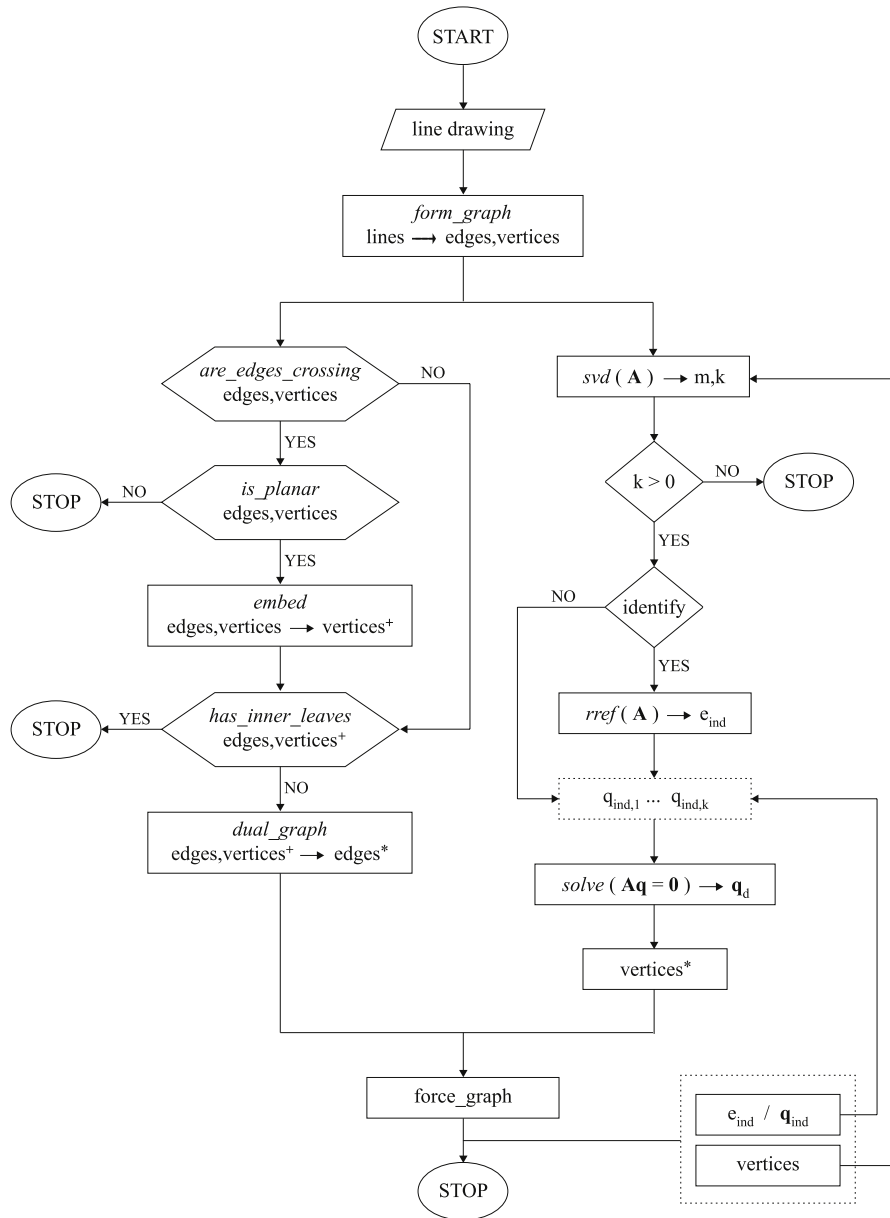 START
line drawing
form_graph
lines → edges,vertices
are_edges_crossing
edges,vertices
NO
YES
is_planar
edges,vertices
NO
STOP
YES
embed
edges,vertices → vertices⁺
has_inner_leaves
edges,vertices⁺
YES
STOP
NO
dual_graph
edges,vertices⁺ → edges*
svd ( A ) → m,k
k > 0
NO
STOP
YES
identify
NO
YES
rref ( A ) → e_ind
q_ind,1 ... q_ind,k
solve ( Aq = 0 ) → q_d
vertices*
force_graph
e_ind / q_ind
vertices
STOP